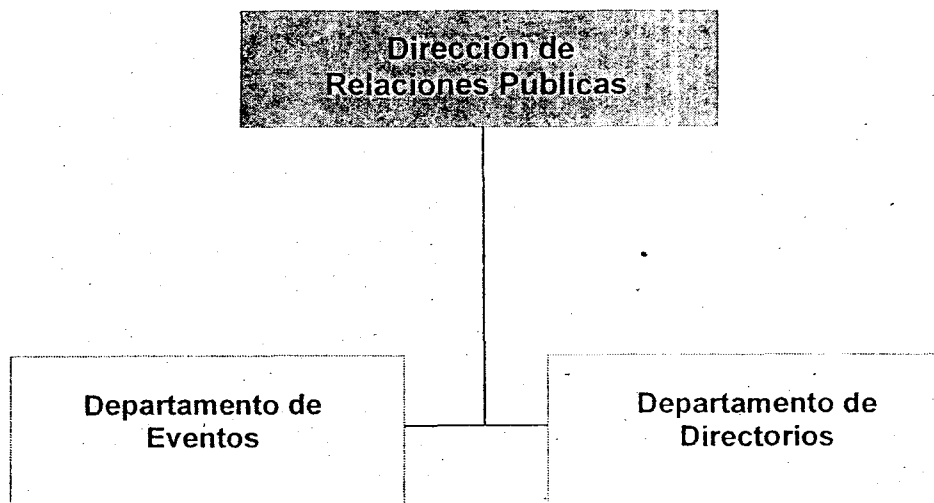 Dirección de
Relaciones Públicas
Departamento de
Eventos
Departamento de
Directorios